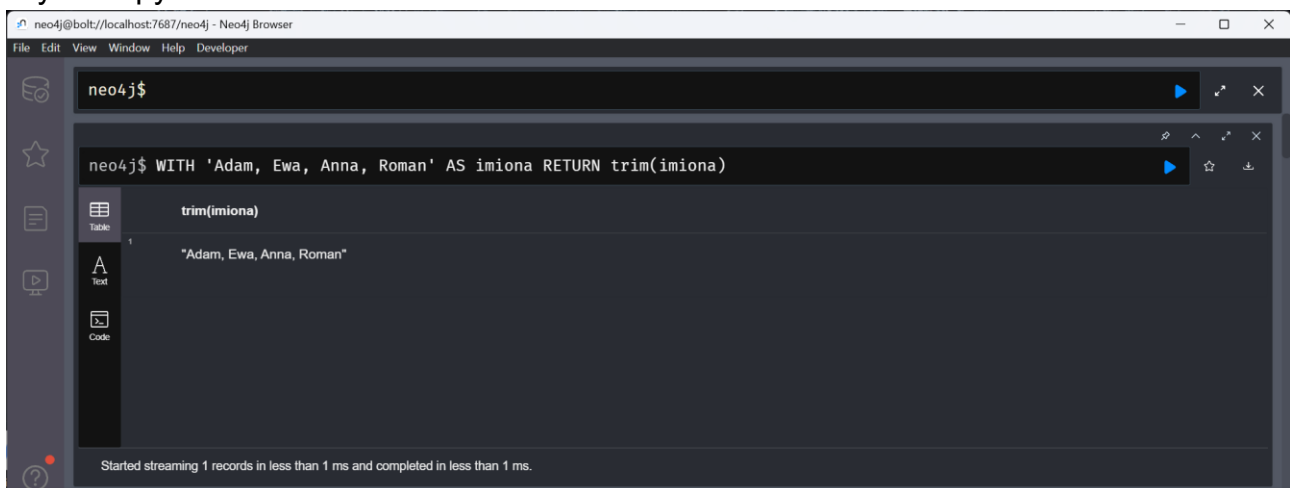 neo4j@bolt://localhost:7687/neo4j - Neo4j Browser
File Edit View Window Help Developer
neo4j$
neo4j$ WITH 'Adam, Ewa, Anna, Roman' AS imiona RETURN trim(imiona)
Table
trim(imiona)
1
"Adam, Ewa, Anna, Roman"
A
Text
Code
Started streaming 1 records in less than 1 ms and completed in less than 1 ms.